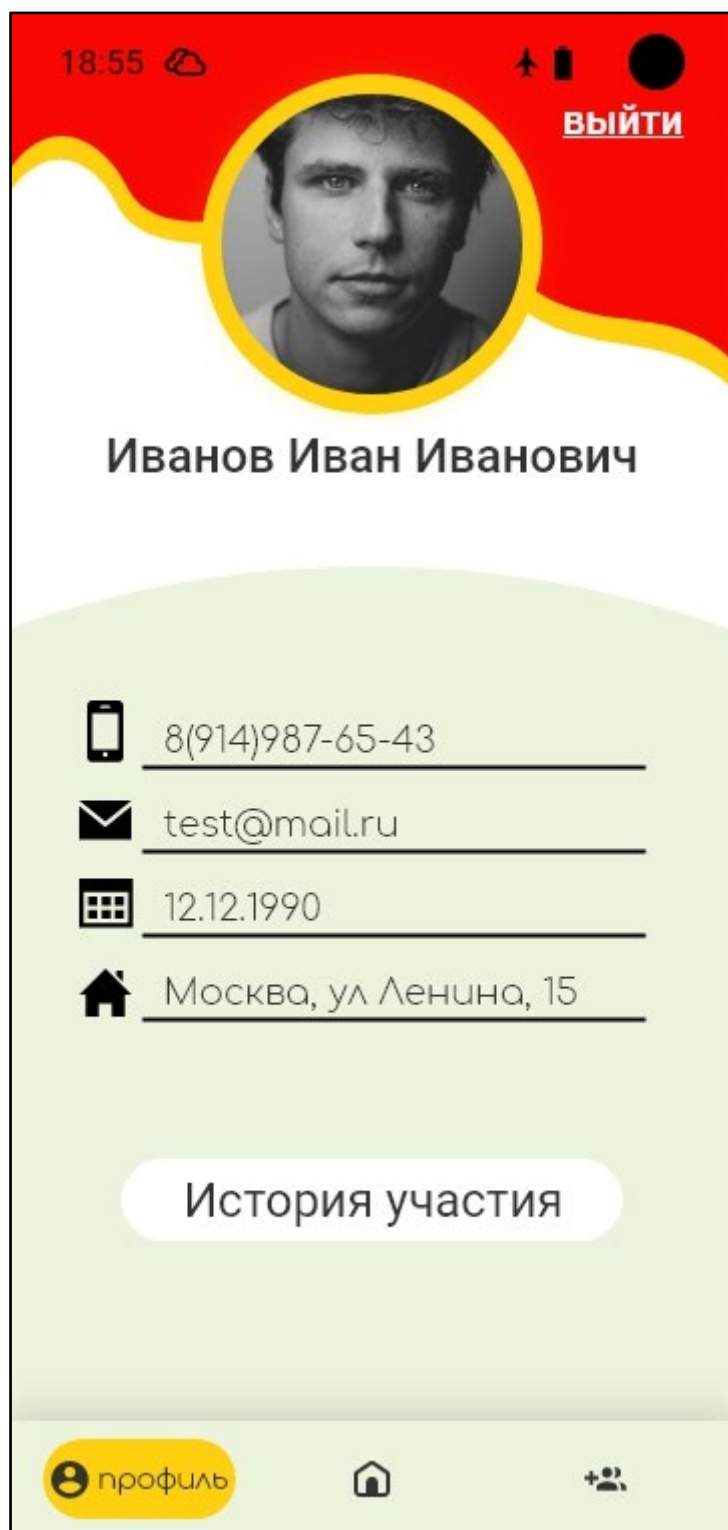 18:55
выйти
Иванов Иван Иванович
8(914)987-65-43
test@mail.ru
12.12.1990
Москва, ул Ленина, 15
История участия
профиль